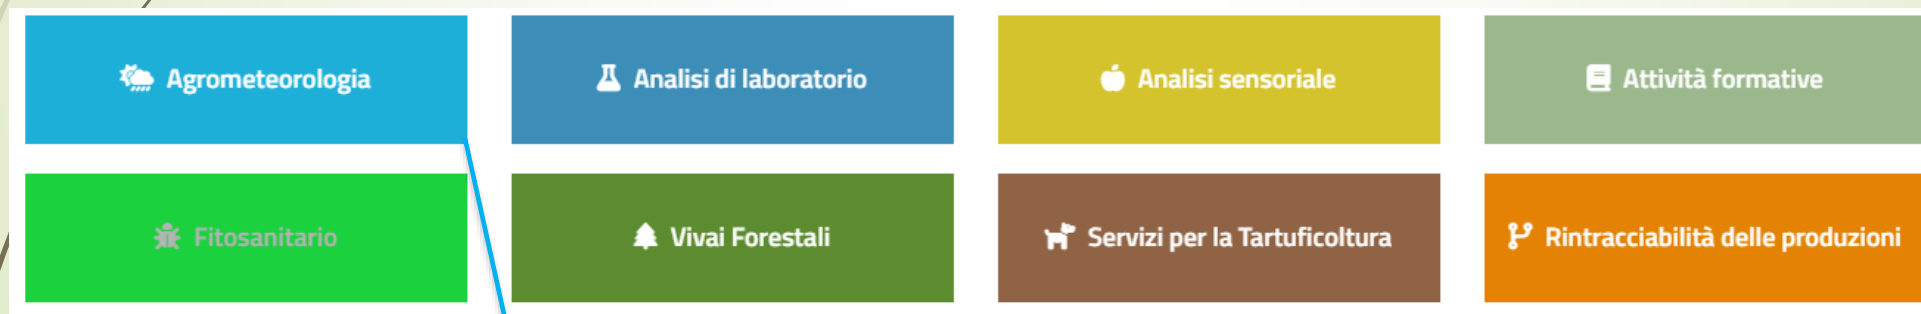 Agrometeorologia
Analisi di laboratorio
Analisi sensoriale
Attività formative
Fitosanitario
Vivai Forestali
Servizi per la Tartuficoltura
Rintracciabilità delle produzioni